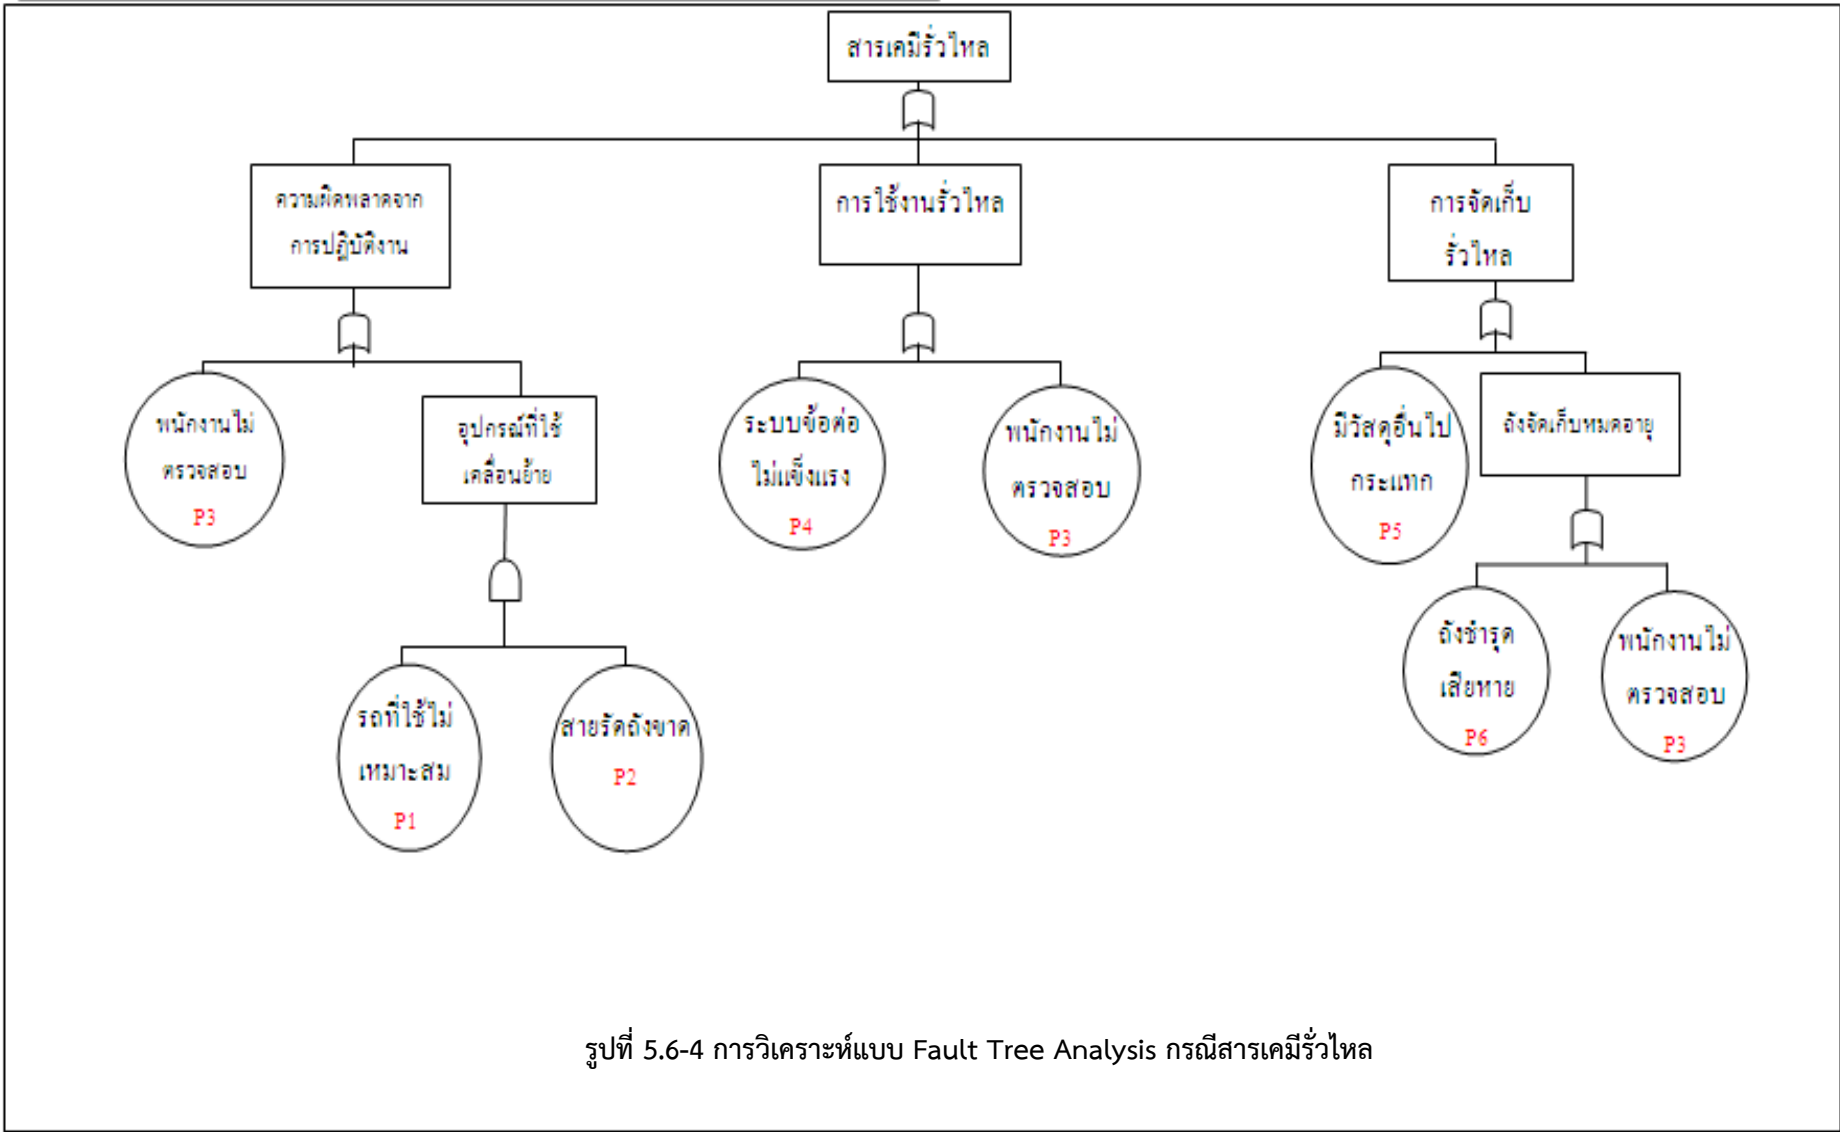 สารเคมีรั่วไหล
ความผิดพลาดจาก
การปฏิบัติงาน
การใช้งานรั่วไหล
การจัดเก็บ
รั่วไหล
พนักงานไม่
ตรวจสอบ
P3
อุปกรณ์ที่ใช้
เคลื่อนย้าย
ระบบข้อต่อ
ไม่แข็งแรง
P4
พนักงานไม่
ตรวจสอบ
P3
มีวัสดุอื่นไป
กระแทก
P5
ถังจัดเก็บหมดอายุ
รถที่ใช้ไม่
เหมาะสม
P1
สายรัดถังขาด
P2
ถังชำรุด
เสียหาย
P6
พนักงานไม่
ตรวจสอบ
P3
รูปที่ 5.6-4 การวิเคราะห์แบบ Fault Tree Analysis กรณีสารเคมีรั่วไหล